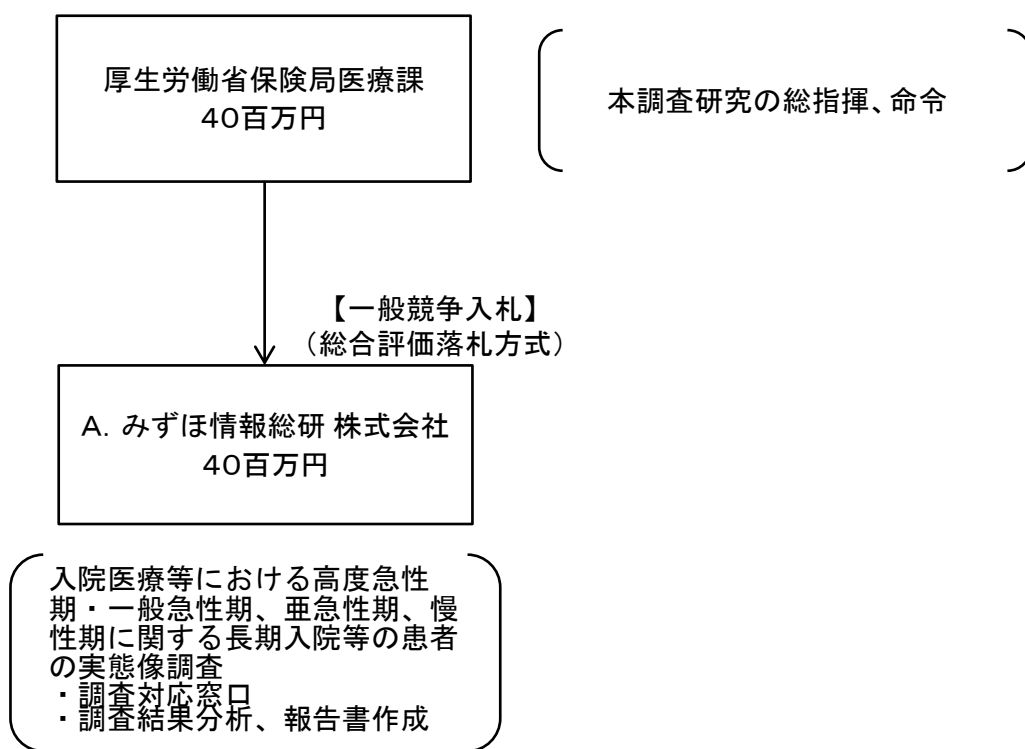 厚生労働省保険局医療課
40百万円
本調査研究の総指揮、命令
【一般競争入札】
（総合評価落札方式）
A．みずほ情報総研 株式会社
40百万円
入院医療等における高度急性
期・一般急性期、亜急性期、慢
性期に関する長期入院等の患者
の実態像調査
・調査対応窓口
・調査結果分析、報告書作成